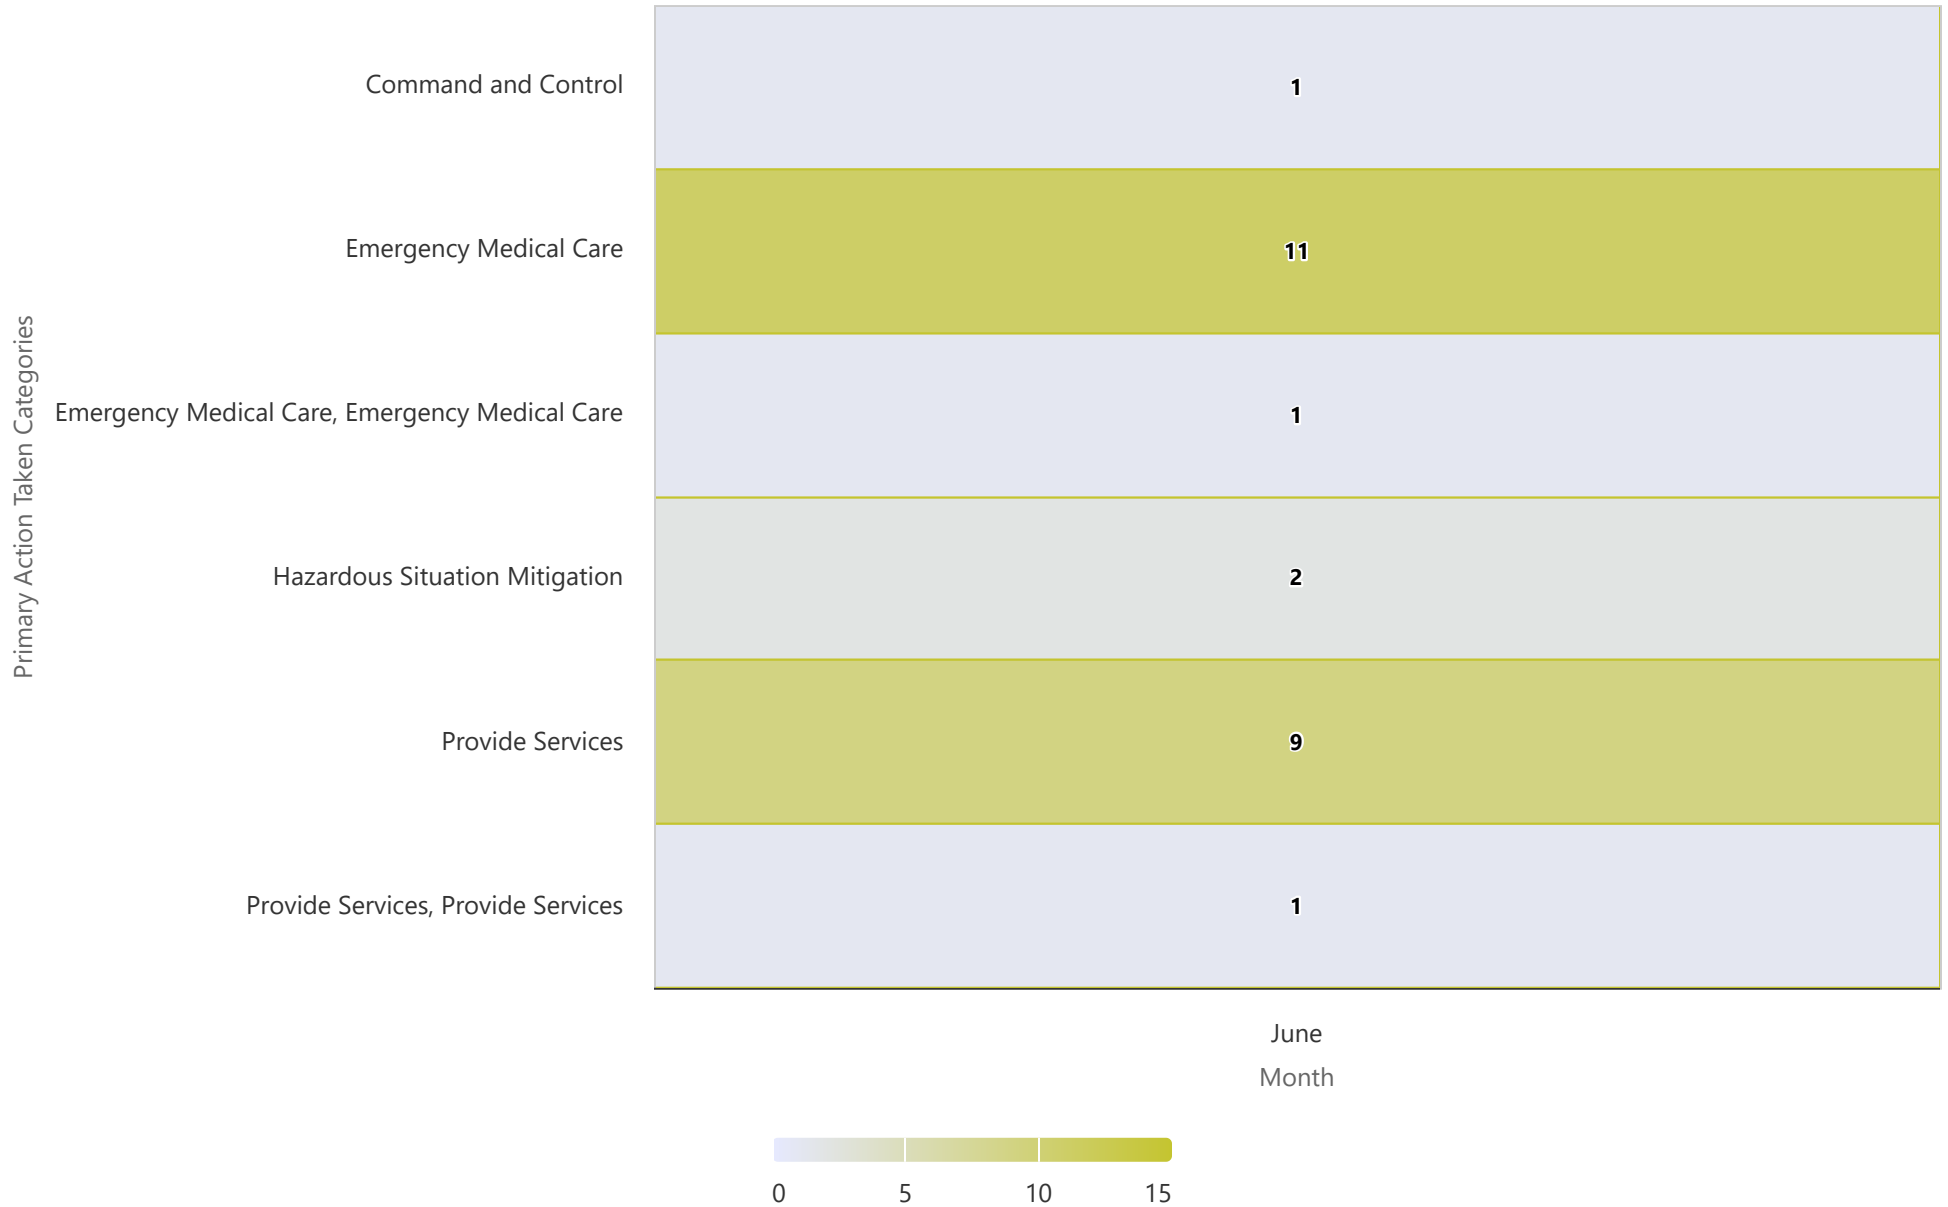 Primary Action Taken Categories
Command and Control
1
Emergency Medical Care
11
Emergency Medical Care, Emergency Medical Care
1
Hazardous Situation Mitigation
2
Provide Services
9
Provide Services, Provide Services
1
June
Month
0 5 10 15